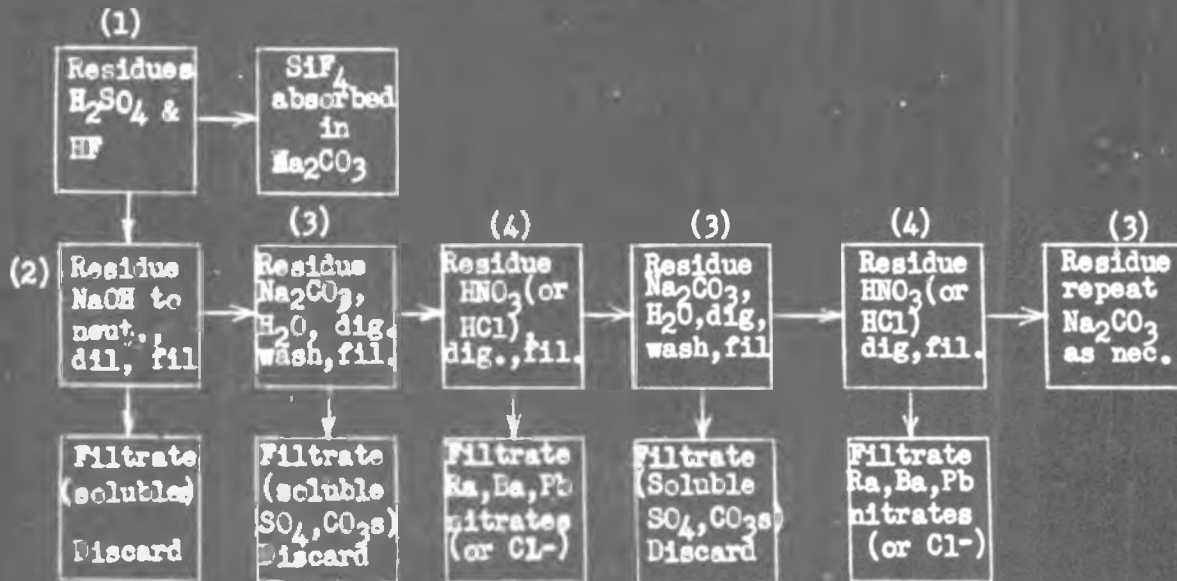 (1)
Residues
H₂SO₄ &
HF
SiF₄
absorbed
in
Na₂CO₃
(2)
Residue
NaOH to
neut.,
dil, fil
(3)
Residue
Na₂CO₃,
H₂O, dig.
wash,fil.
(4)
Residue
HNO₃(or
HCl),
dig.,fil.
(3)
Residue
Na₂CO₃,
H₂O,dig,
wash,fil
(4)
Residue
HNO₃(or
HCl)
dig,fil.
(3)
Residue
repeat
Na₂CO₃
as nec.
Filtrate
(solubles)
Discard
Filtrate
(soluble
SO₄,CO₃s)
Discard
Filtrate
Ra,Ba,Pb
nitrates
(or Cl-)
Filtrate
(Soluble
SO₄,CO₃s)
Discard
Filtrate
Ra,Ba,Pb
nitrates
(or Cl-)